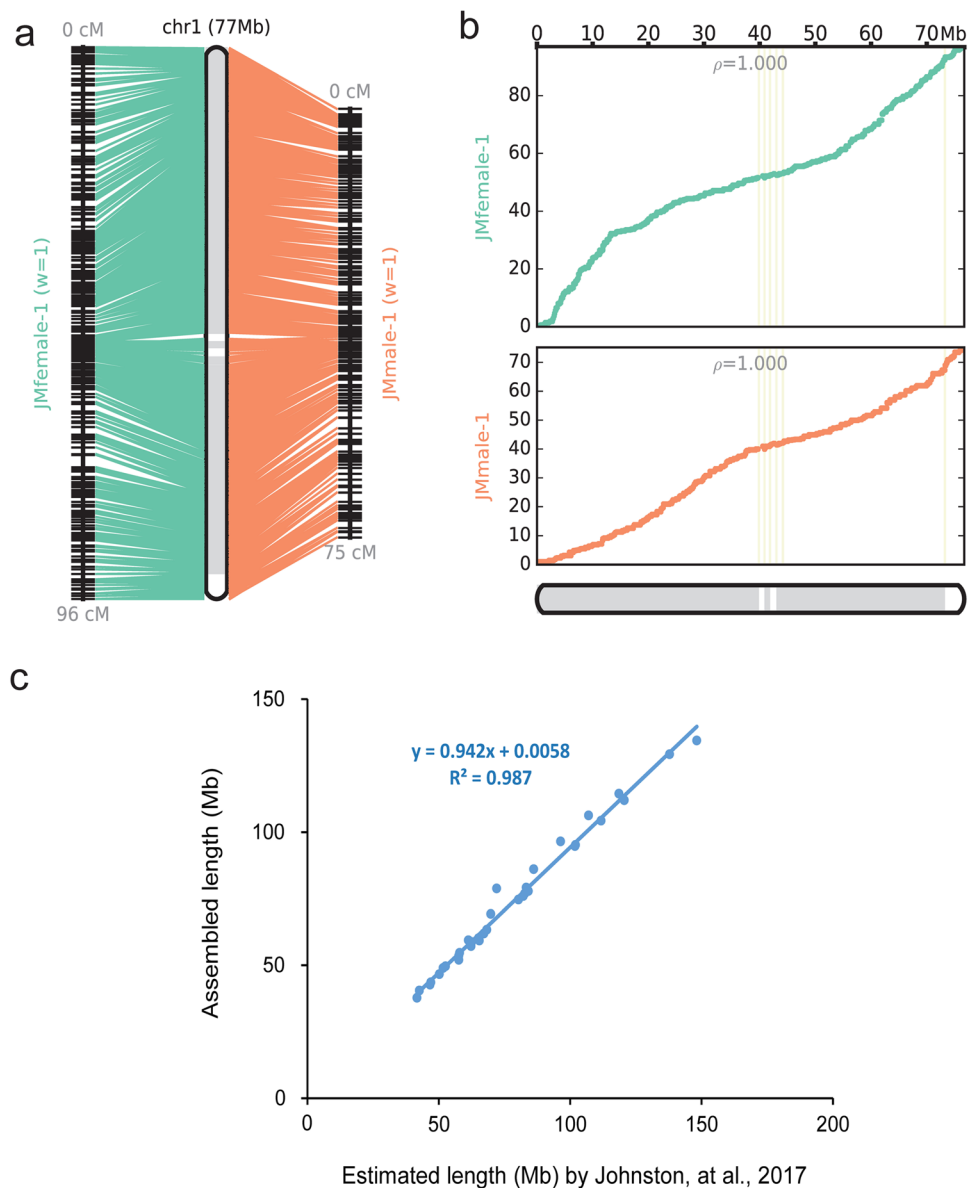 a
chr1 (77Mb)
0 cM
0 cM
JMfemale-1 (w=1)
JMmale-1 (w=1)
75 cM
96 cM
b
0 10 20 30 40 50 60 70 Mb
ρ=1.000
80
60
40
20
0
JMfemale-1
ρ=1.000
70
60
50
40
30
20
10
0
JMmale-1
c
150
100
50
0
y = 0.942x + 0.0058
R² = 0.987
Assembled length (Mb)
0 50 100 150 200
Estimated length (Mb) by Johnston, at al., 2017